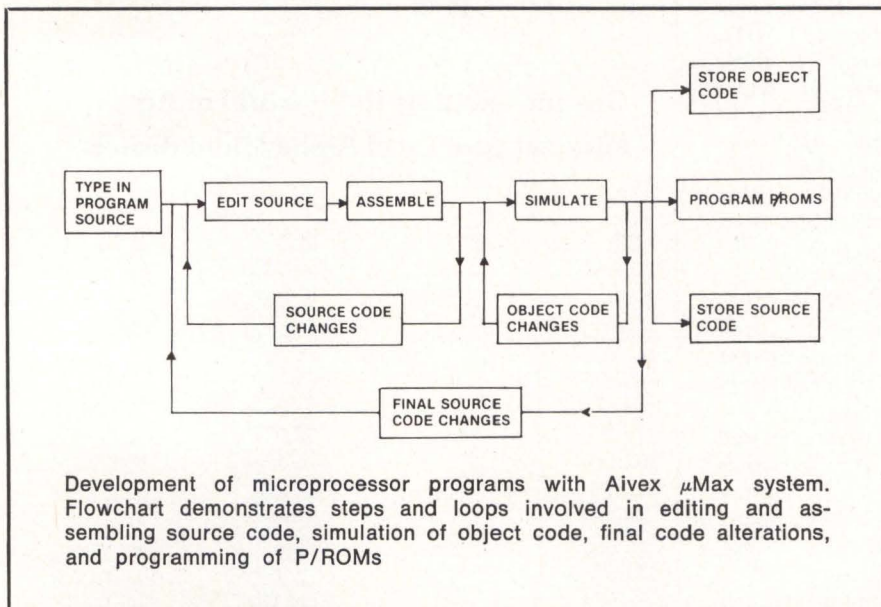 STORE OBJECT
CODE
TYPE IN
PROGRAM
SOURCE
EDIT SOURCE
ASSEMBLE
SIMULATE
PROGRAM P/ROMS
SOURCE CODE
CHANGES
OBJECT CODE
CHANGES
STORE SOURCE
CODE
FINAL SOURCE
CODE CHANGES
Development of microprocessor programs with Aivex μMax system.
Flowchart demonstrates steps and loops involved in editing and as-
sembling source code, simulation of object code, final code alterations,
and programming of P/ROMs